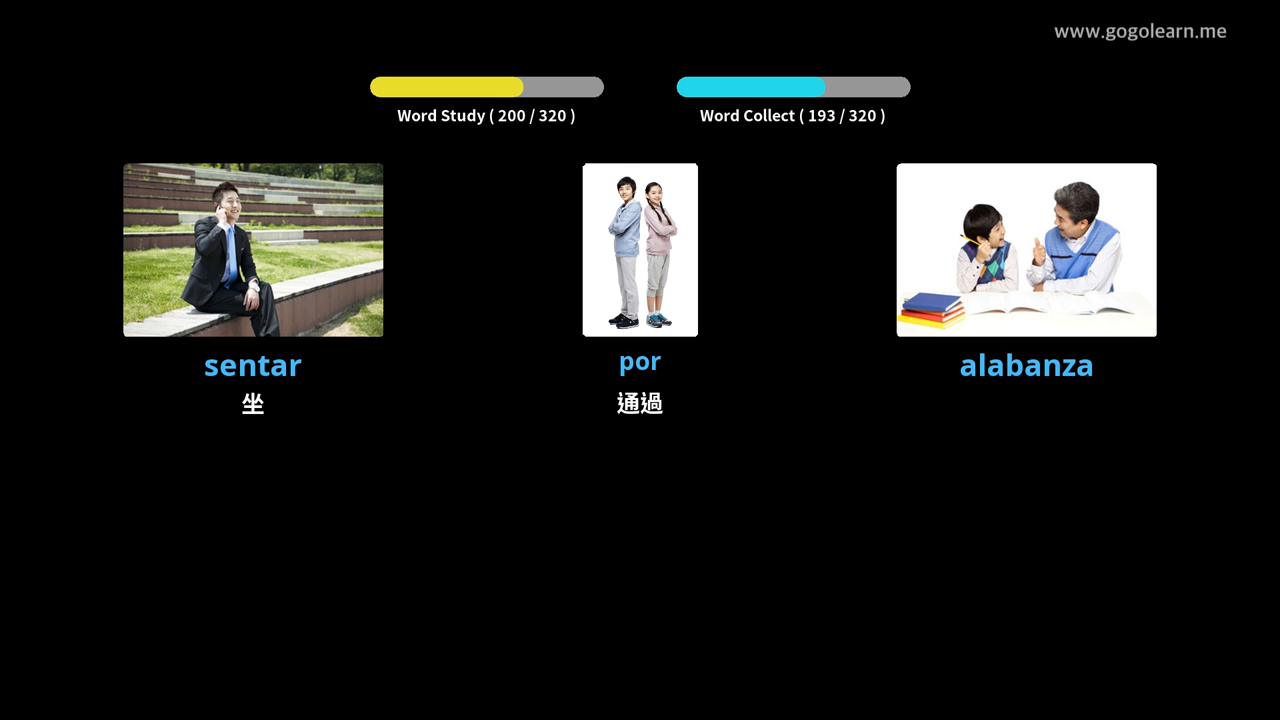 www.gogolearn.me
Word Study ( 200 / 320 )
Word Collect ( 193 / 320 )
sentar
坐
por
通過
alabanza